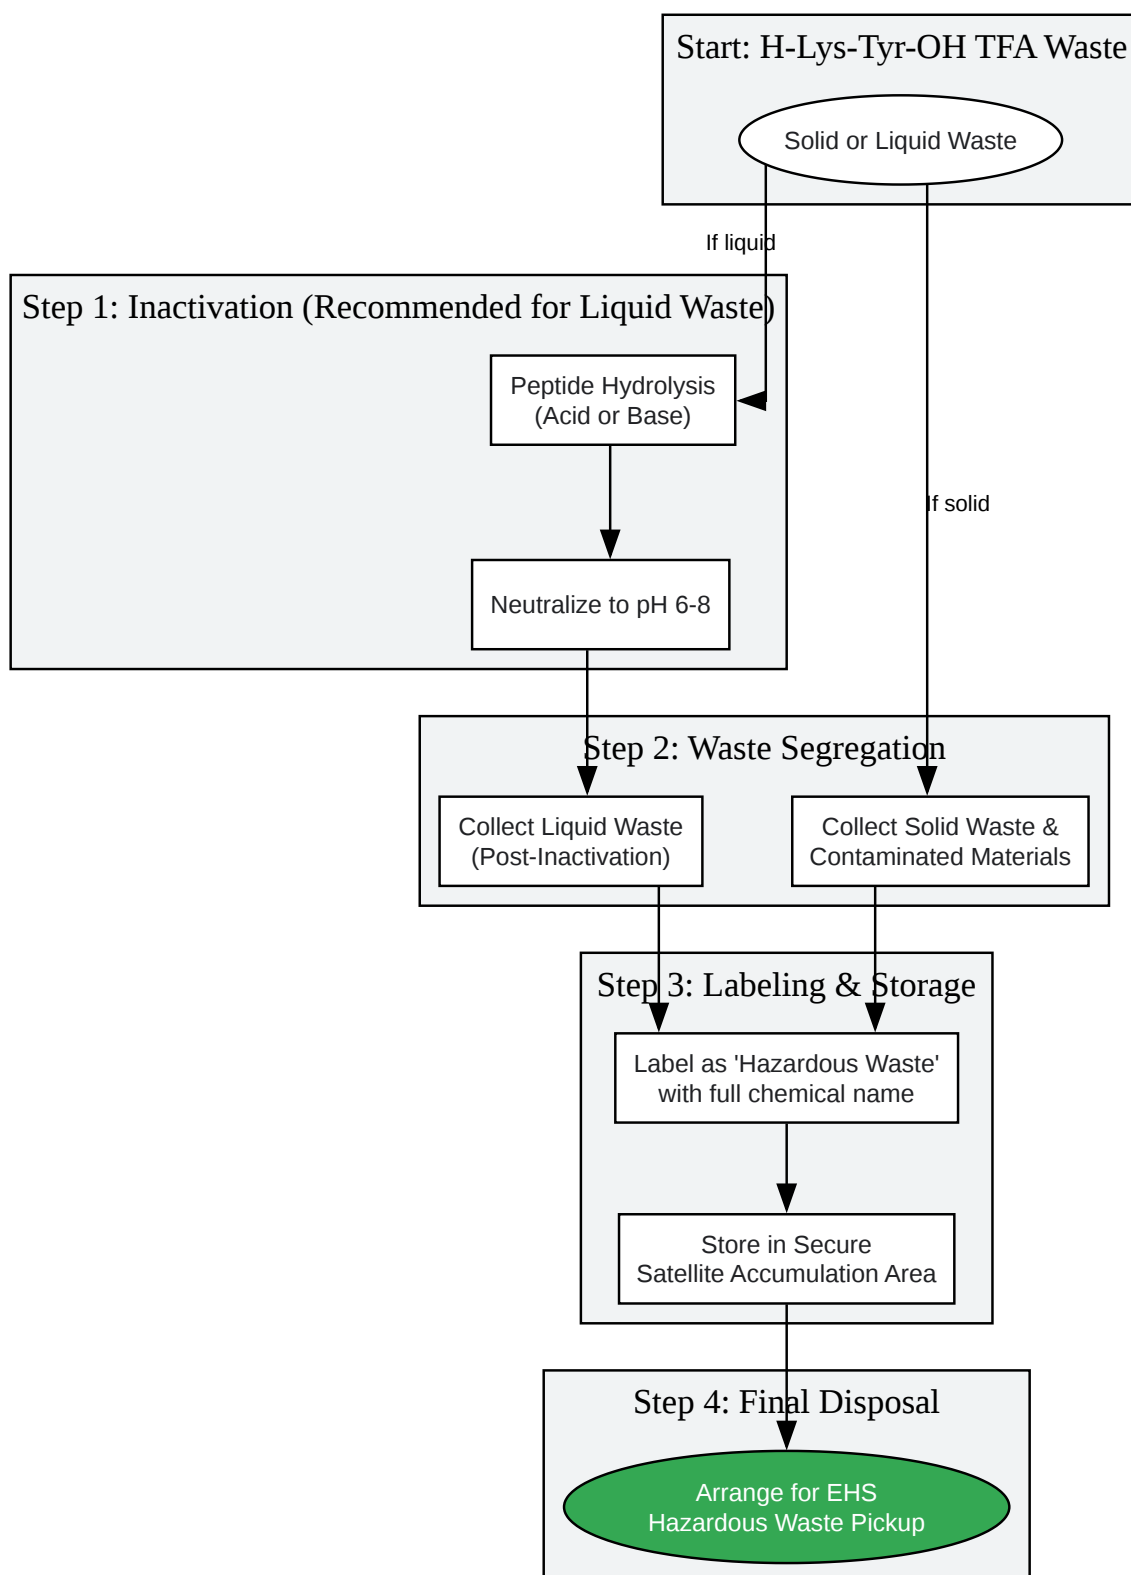 Start: H-Lys-Tyr-OH TFA Waste
Solid or Liquid Waste
If liquid
Step 1: Inactivation (Recommended for Liquid Waste)
Peptide Hydrolysis
(Acid or Base)
If solid
Neutralize to pH 6-8
Step 2: Waste Segregation
Collect Liquid Waste
(Post-Inactivation)
Collect Solid Waste &
Contaminated Materials
Step 3: Labeling & Storage
Label as 'Hazardous Waste'
with full chemical name
Store in Secure
Satellite Accumulation Area
Step 4: Final Disposal
Arrange for EHS
Hazardous Waste Pickup